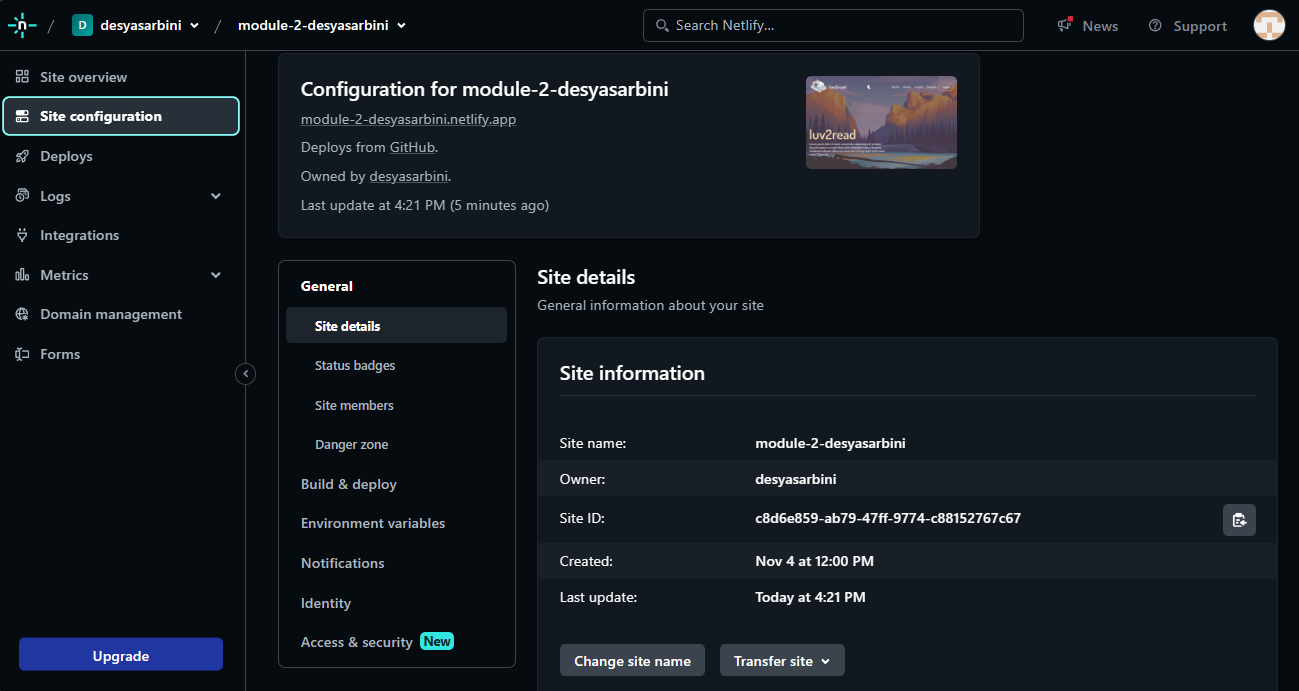 / D desyasarbini / module-2-desyasarbini
Search Netlify...
News
Support
Site overview
Site configuration
Deploys
Logs
Integrations
Metrics
Domain management
Forms
Upgrade
Configuration for module-2-desyasarbini
module-2-desyasarbini.netlify.app
Deploys from GitHub.
Owned by desyasarbini.
Last update at 4:21 PM (5 minutes ago)
luv2read
General
Site details
Status badges
Site members
Danger zone
Build & deploy
Environment variables
Notifications
Identity
Access & security New
Site details
General information about your site
Site information
Site name: module-2-desyasarbini
Owner: desyasarbini
Site ID: c8d6e859-ab79-47ff-9774-c88152767c67
Created: Nov 4 at 12:00 PM
Last update: Today at 4:21 PM
Change site name
Transfer site